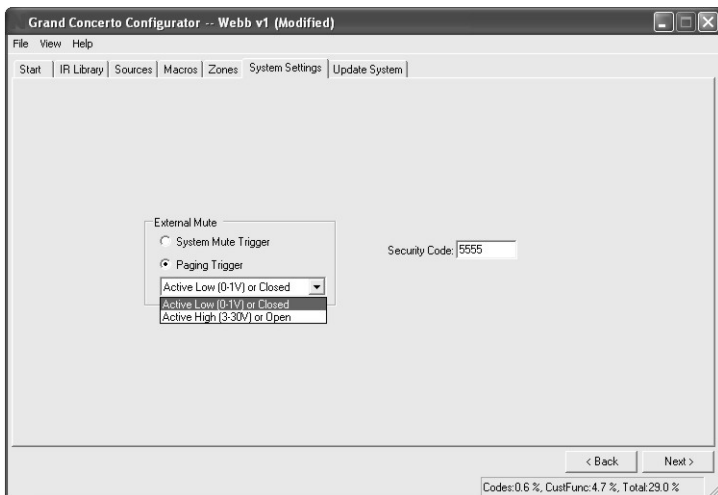 Grand Concerto Configurator -- Webb v1 (Modified)
File View Help
Start IR Library Sources Macros Zones System Settings Update System
External Mute
System Mute Trigger
Paging Trigger
Security Code: 5555
Active Low (0-1V) or Closed
Active Low (0-1V) or Closed
Active High (3-30V) or Open
< Back Next >
Codes:0.6 %, CustFunc:4.7 %, Total:29.0 %